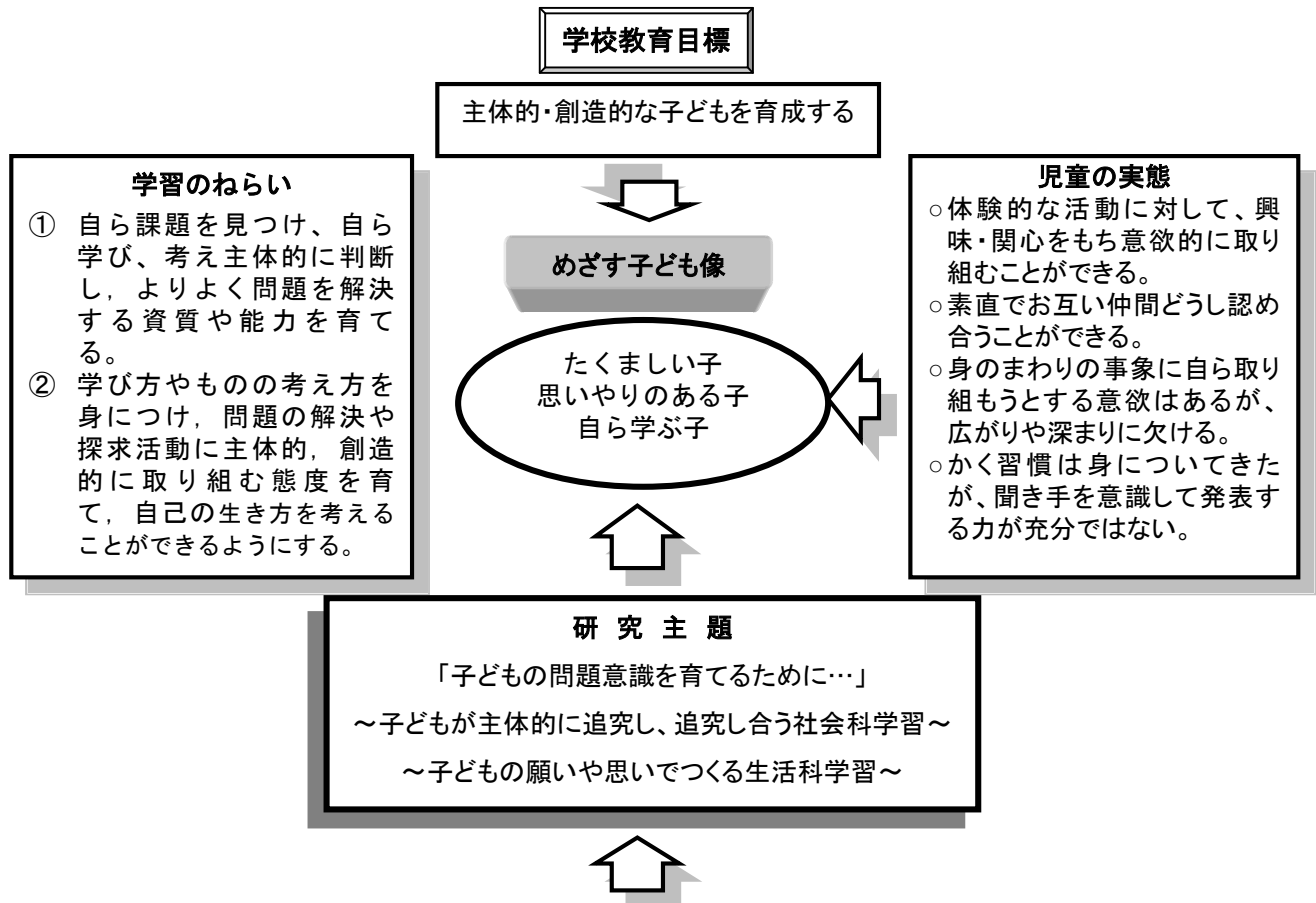 学校教育目標
主体的・創造的な子どもを育成する
学習のねらい
① 自ら課題を見つけ、自ら
学び、考え主体的に判断
し，よりよく問題を解決
する資質や能力を育て
る。
② 学び方やものの考え方を
身につけ，問題の解決や
探求活動に主体的，創造
的に取り組む態度を育
て，自己の生き方を考える
ことができるようにする。
めざす子ども像
たくましい子
思いやりのある子
自ら学ぶ子
児童の実態
○体験的な活動に対して、興
味・関心をもち意欲的に取り
組むことができる。
○素直でお互い仲間どうし認め
合うことができる。
○身のまわりの事象に自ら取り
組もうとする意欲はあるが、
広がりや深まりに欠ける。
○かく習慣は身についてきた
が、聞き手を意識して発表す
る力が充分ではない。
研 究 主 題
「子どもの問題意識を育てるために…」
～子どもが主体的に追究し、追究し合う社会科学習～
～子どもの願いや思いでつくる生活科学習～